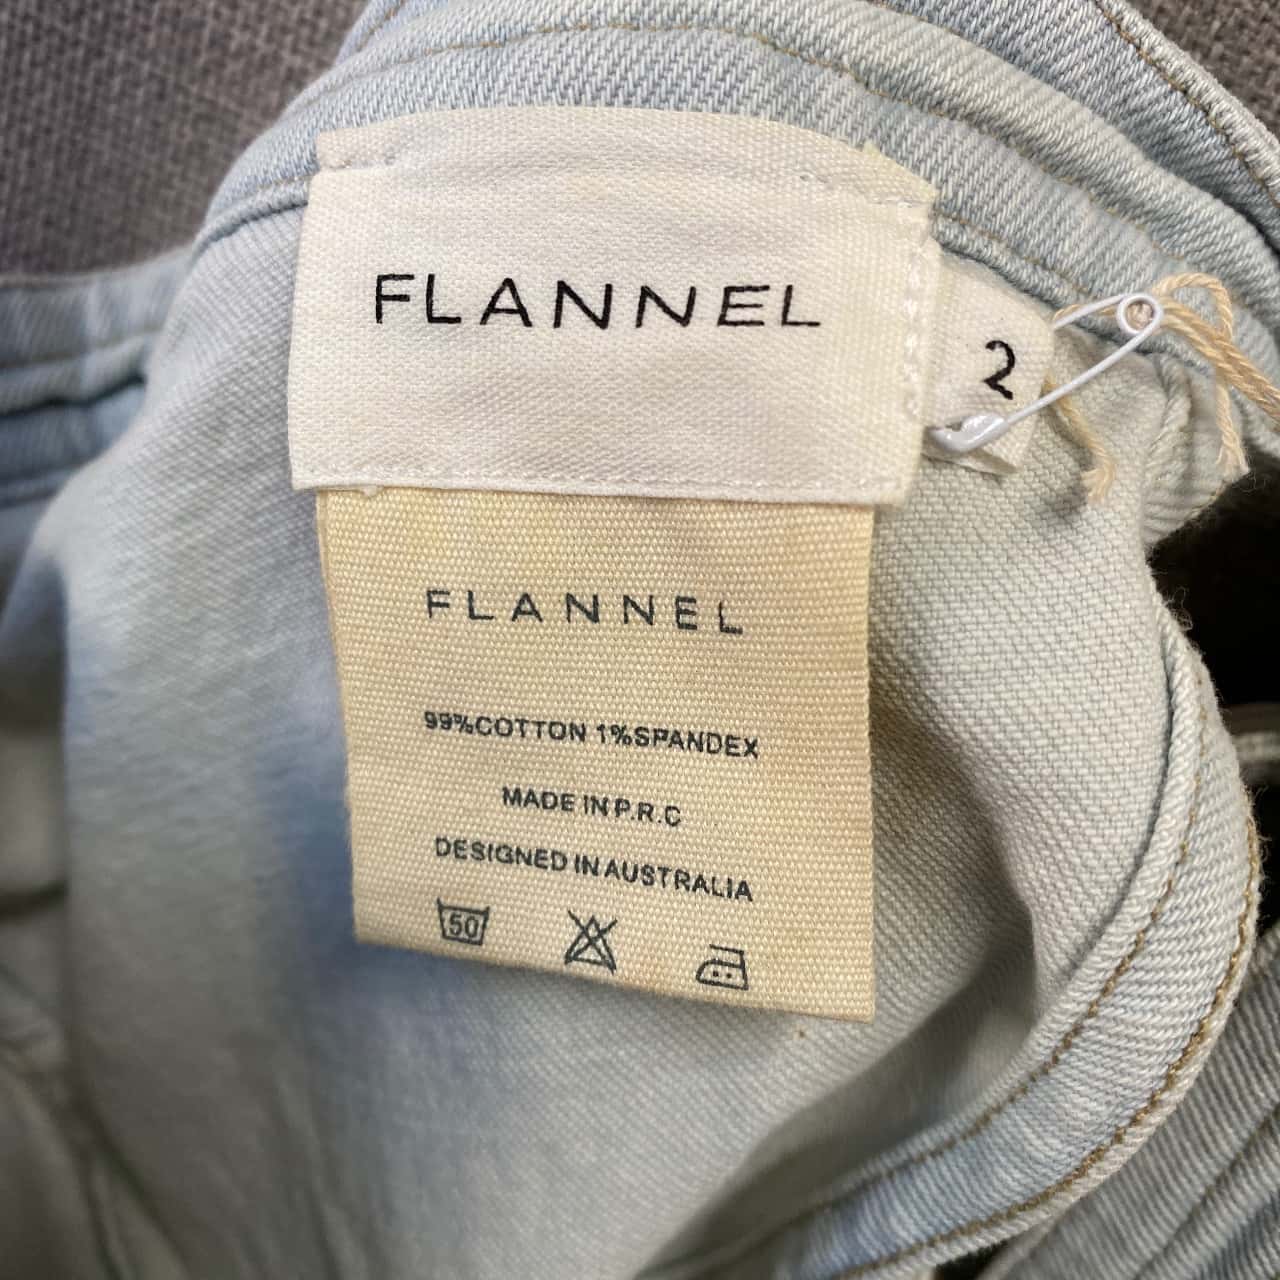 FLANNEL
2
FLANNEL
99%COTTON 1%SPANDEX
MADE IN P.R.C
DESIGNED IN AUSTRALIA
50